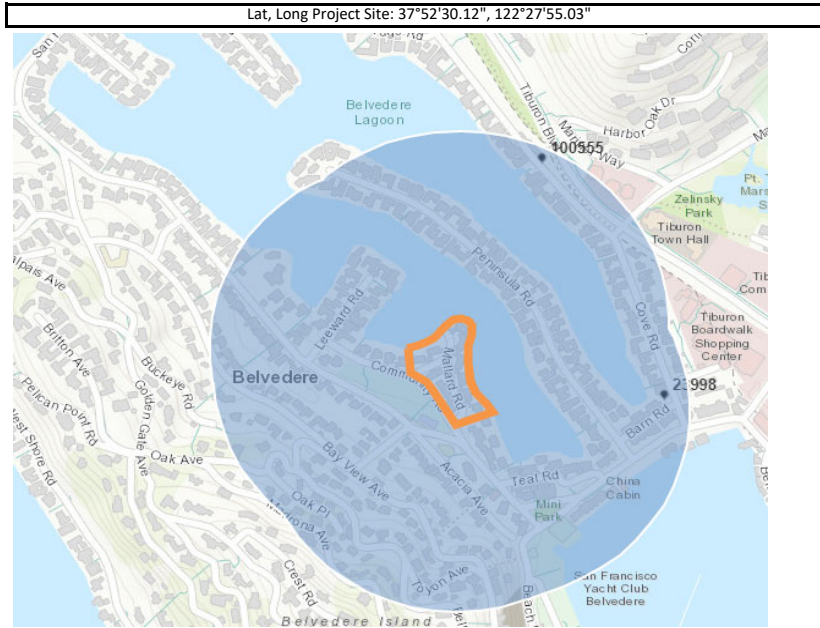 Lat, Long Project Site: 37°52'30.12", 122°27'55.03"
San
Belvedere
Lagoon
Tiburon Bl
Harbor Oak Dr
100555
Way
Zelinsky
Park
Tiburon
Town Hall
Peninsula Rd
Leeward Rd
Cove Rd
Tiburon
Boardwalk
Shopping
Center
Mallard Rd
Belvedere
Britton Ave
Buckeye Rd
Golden Gate Ave
Pelican Point Rd
West Shore Rd
Oak Ave
23998
Barn Rd
Bay View Ave
Acacia Ave
Teal Rd
China
Cabin
Mini
Park
Oak Pl
Madrona Ave
Crest Rd
Toyon Ave
San Francisco
Yacht Club
Belvedere
Beach
Belvedere Island